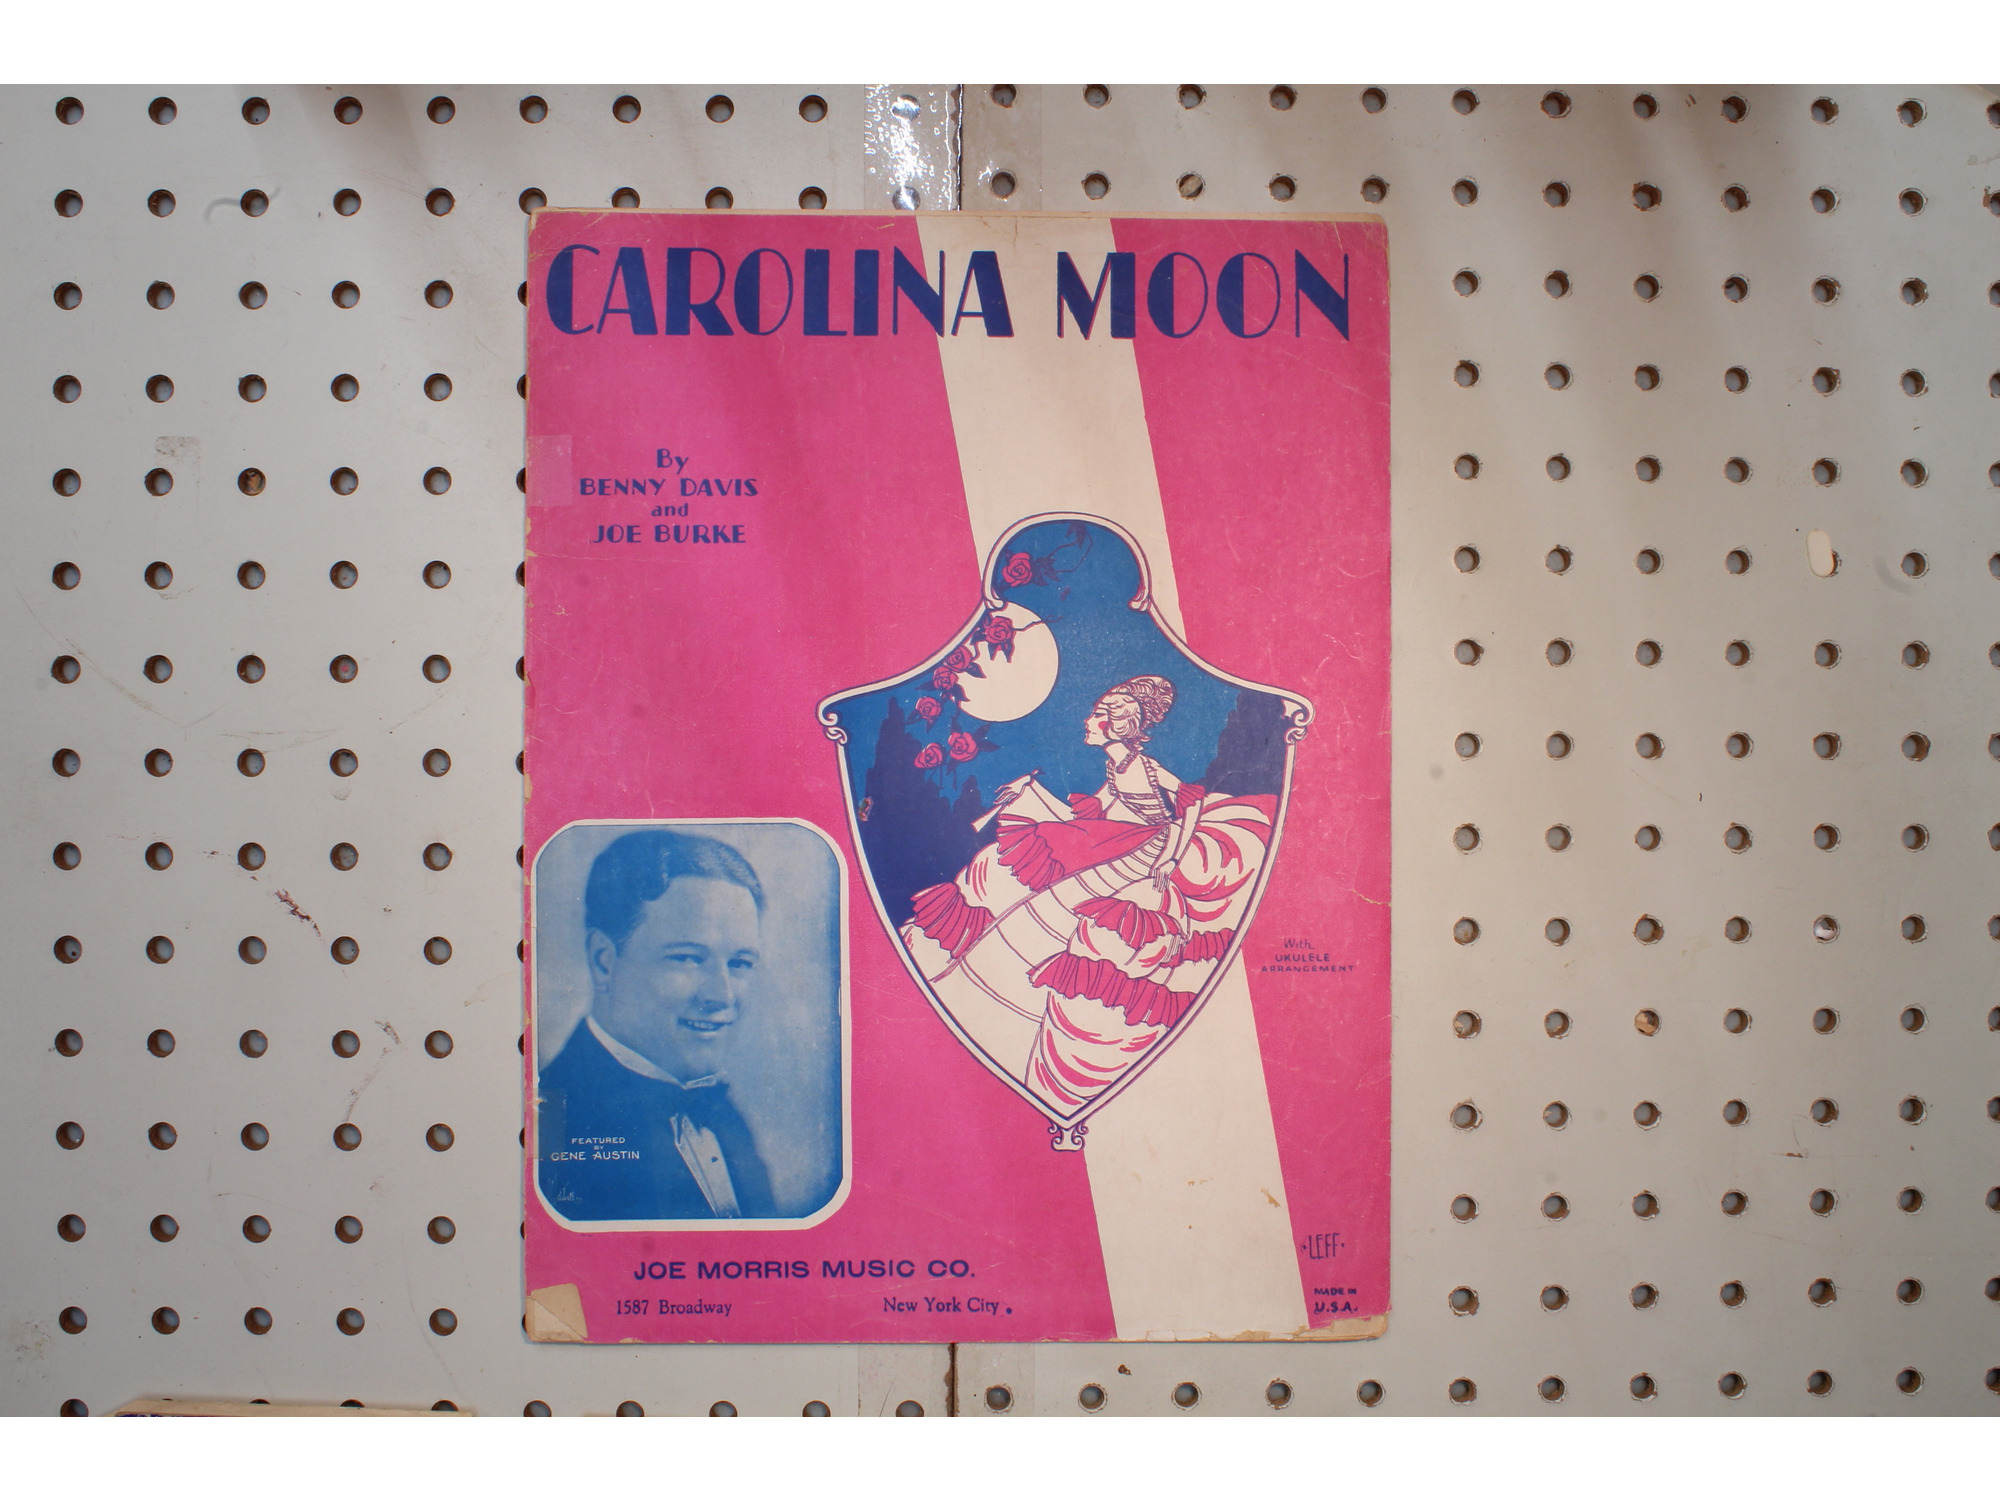 CAROLINA MOON
By
BENNY DAVIS
and
JOE BURKE
With
UKULELE
ARRANGEMENT
FEATURED
BY
GENE AUSTIN
LEFF
JOE MORRIS MUSIC CO.
1587 Broadway New York City.
MADE IN
U.S.A.